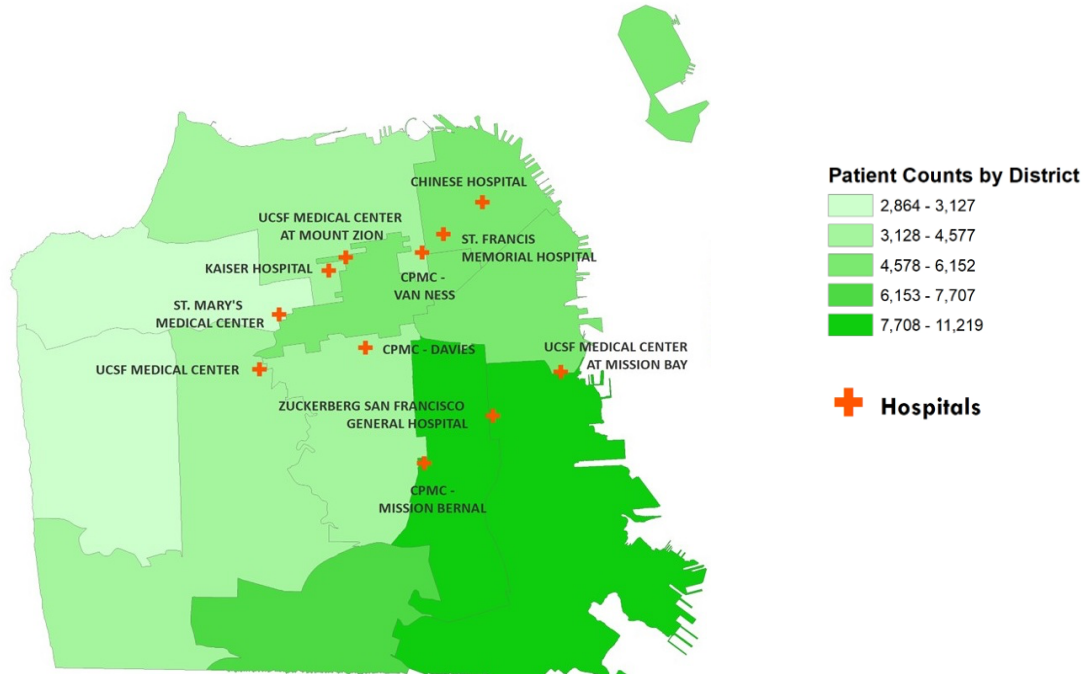 CHINESE HOSPITAL
UCSF MEDICAL CENTER
AT MOUNT ZION
ST. FRANCIS
MEMORIAL HOSPITAL
KAISER HOSPITAL
CPMC -
VAN NESS
ST. MARY'S
MEDICAL CENTER
UCSF MEDICAL CENTER
CPMC - DAVIES
UCSF MEDICAL CENTER
AT MISSION BAY
ZUCKERBERG SAN FRANCISCO
GENERAL HOSPITAL
CPMC -
MISSION BERNAL
Patient Counts by District
2,864 - 3,127
3,128 - 4,577
4,578 - 6,152
6,153 - 7,707
7,708 - 11,219
Hospitals